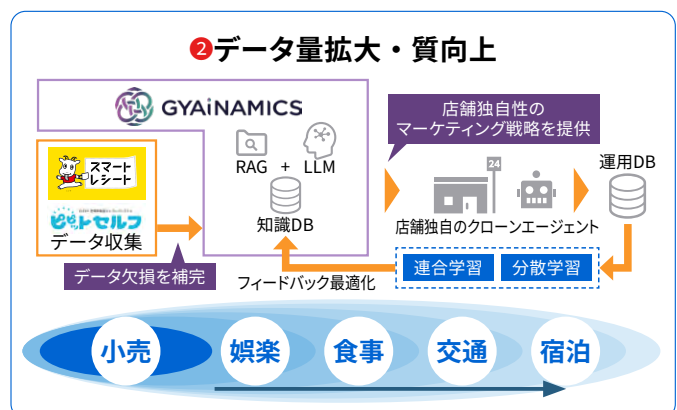 ❷データ量拡大・質向上
GYAiNAMICS
RAG + LLM
知識DB
スマート
レシート
ピピットセルフ
データ収集
データ欠損を補完
店舗独自性の
マーケティング戦略を提供
24
店舗独自のクローンエージェント
運用DB
連合学習
分散学習
フィードバック最適化
小売
娯楽
食事
交通
宿泊